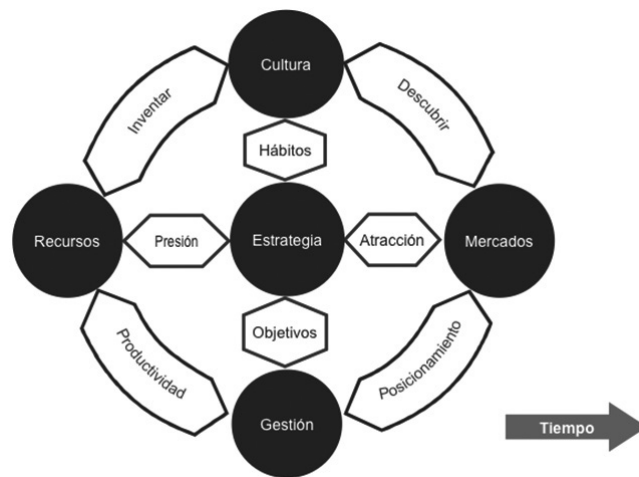 Cultura
Inventar
Descubrir
Hábitos
Recursos
Presión
Estrategia
Atracción
Mercados
Productividad
Objetivos
Posicionamiento
Gestión
Tiempo